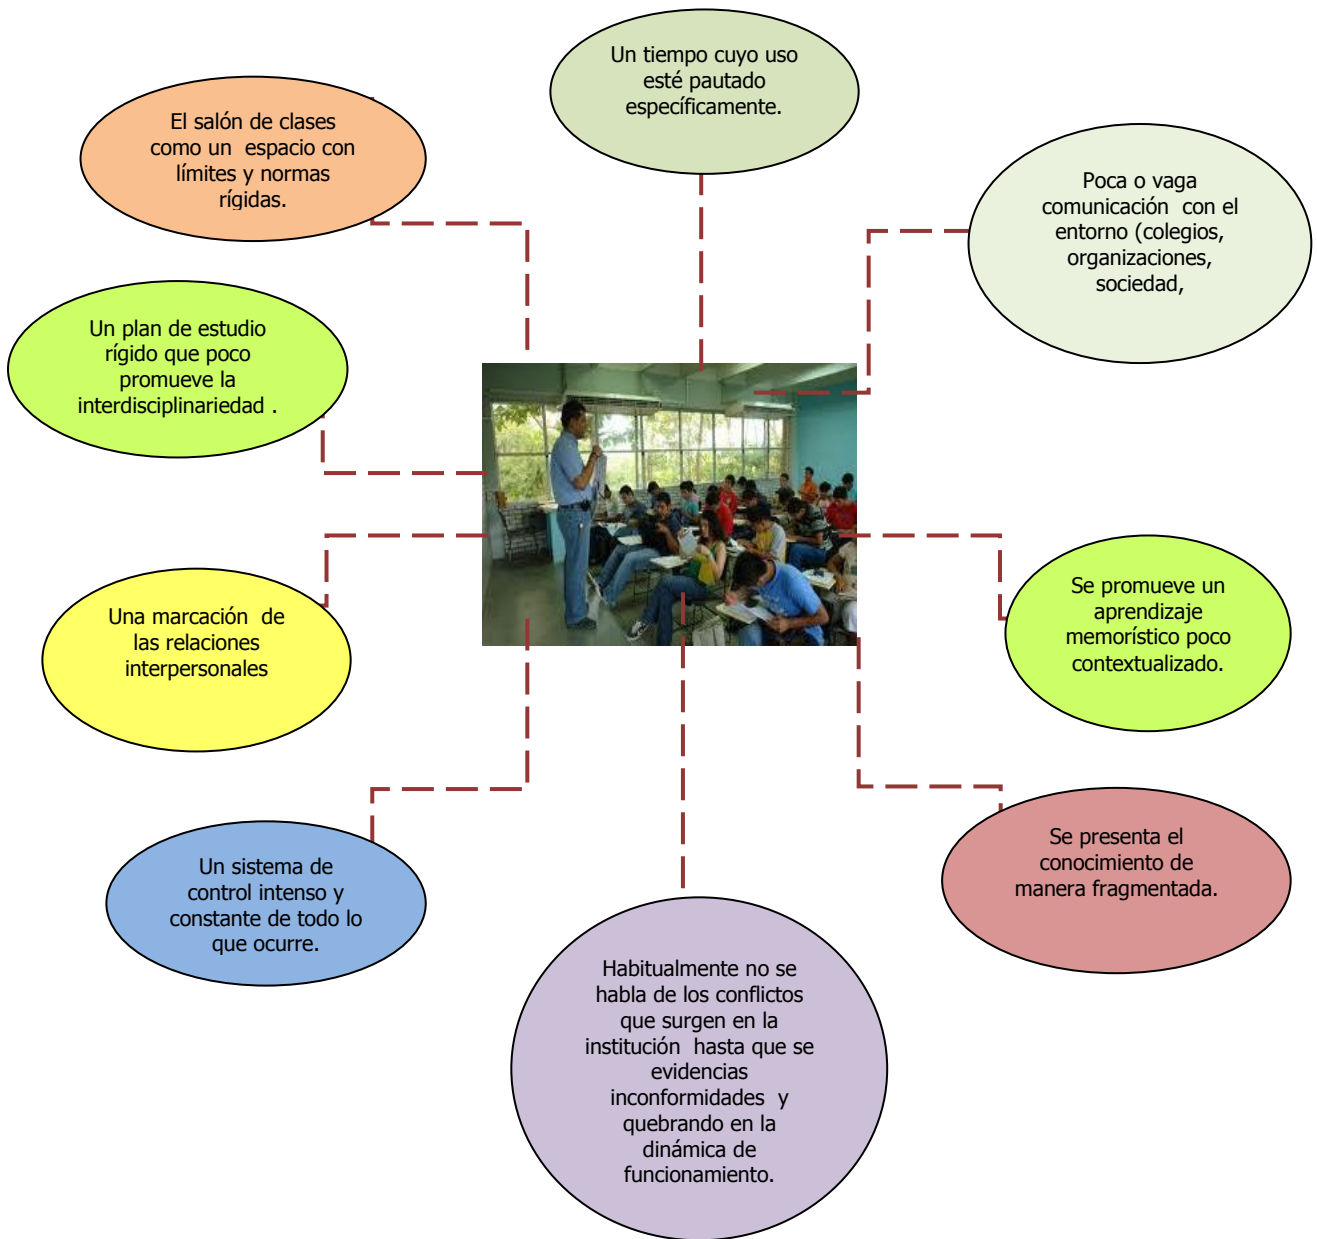 Un tiempo cuyo uso
esté pautado
específicamente.
El salón de clases
como un espacio con
límites y normas
rígidas.
Poca o vaga
comunicación con el
entorno (colegios,
organizaciones,
sociedad,
Un plan de estudio
rígido que poco
promueve la
interdisciplinariedad .
Una marcación de
las relaciones
interpersonales
Se promueve un
aprendizaje
memorístico poco
contextualizado.
Un sistema de
control intenso y
constante de todo lo
que ocurre.
Se presenta el
conocimiento de
manera fragmentada.
Habitualmente no se
habla de los conflictos
que surgen en la
institución hasta que se
evidencias
inconformidades y
quebrando en la
dinámica de
funcionamiento.